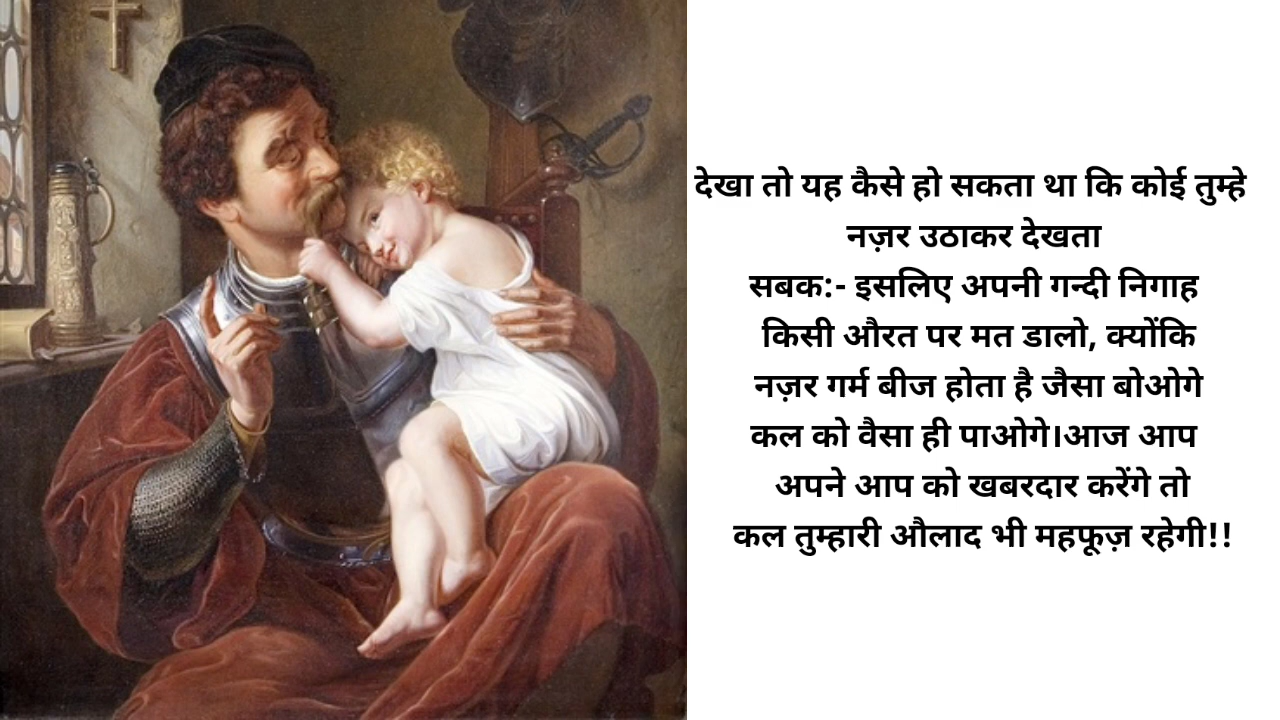 देखा तो यह कैसे हो सकता था कि कोई तुम्हे
नज़र उठाकर देखता
सबक:- इसलिए अपनी गन्दी निगाह
किसी औरत पर मत डालो, क्योंकि
नज़र गर्म बीज होता है जैसा बोओगे
कल को वैसा ही पाओगे।आज आप
अपने आप को खबरदार करेंगे तो
कल तुम्हारी औलाद भी महफूज़ रहेगी!!